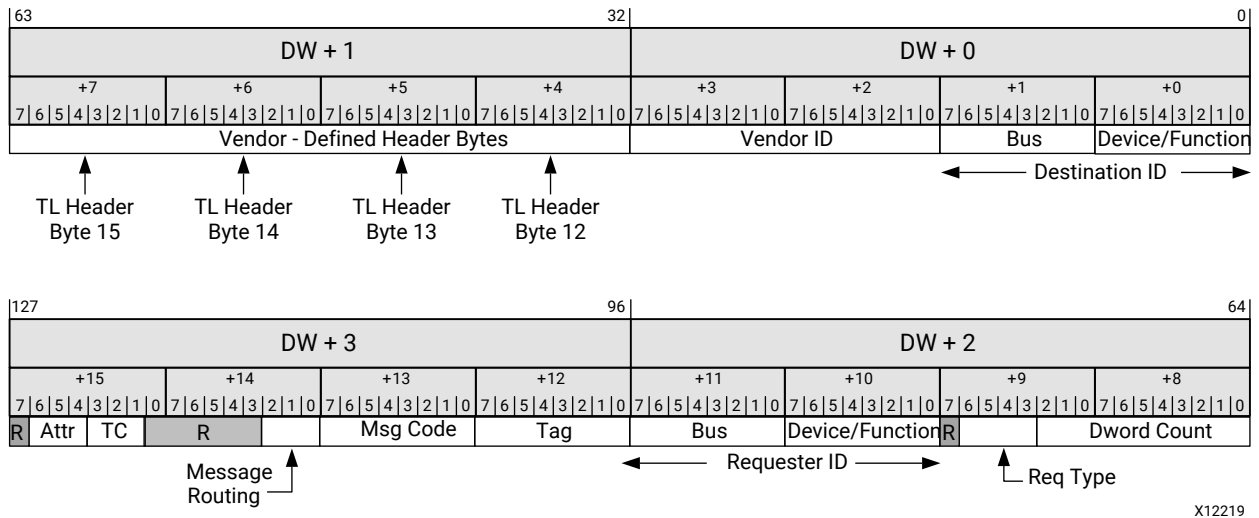 63 32 0
DW + 1 DW + 0
+7 +6 +5 +4 +3 +2 +1 +0
7 6 5 4 3 2 1 0 7 6 5 4 3 2 1 0 7 6 5 4 3 2 1 0 7 6 5 4 3 2 1 0 7 6 5 4 3 2 1 0 7 6 5 4 3 2 1 0 7 6 5 4 3 2 1 0 7 6 5 4 3 2 1 0
Vendor - Defined Header Bytes Vendor ID Bus Device/Function
Destination ID
TL Header TL Header TL Header TL Header
Byte 15 Byte 14 Byte 13 Byte 12
127 96 64
DW + 3 DW + 2
+15 +14 +13 +12 +11 +10 +9 +8
7 6 5 4 3 2 1 0 7 6 5 4 3 2 1 0 7 6 5 4 3 2 1 0 7 6 5 4 3 2 1 0 7 6 5 4 3 2 1 0 7 6 5 4 3 2 1 0 7 6 5 4 3 2 1 0 7 6 5 4 3 2 1 0
R Attr TC R Msg Code Tag Bus Device/Function R Dword Count
Message Requester ID Req Type
Routing
X12219